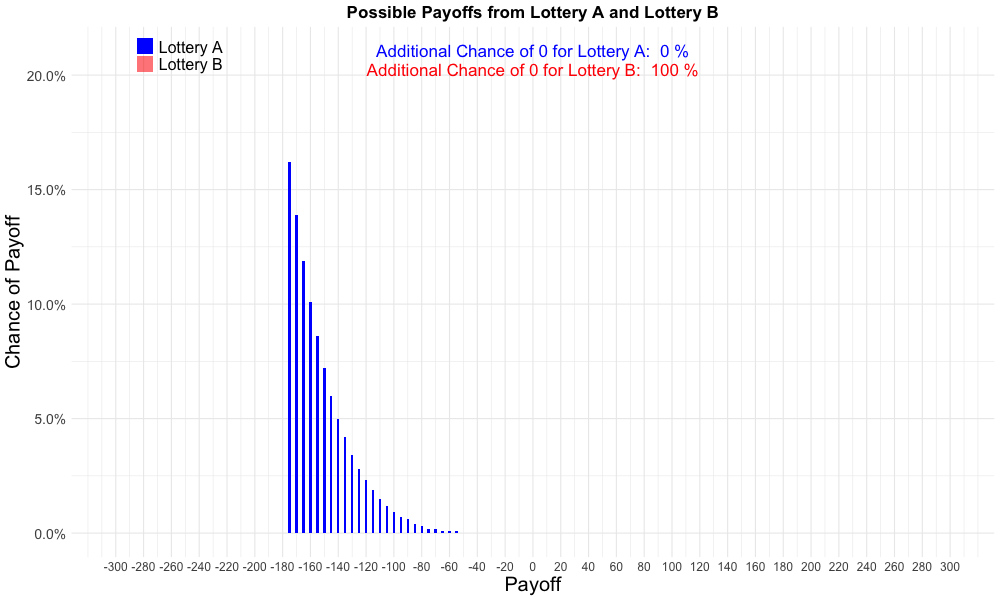 Possible Payoffs from Lottery A and Lottery B
Lottery A
Lottery B
Additional Chance of 0 for Lottery A:  0 %
Additional Chance of 0 for Lottery B:  100 %
Chance of Payoff
20.0%
15.0%
10.0%
5.0%
0.0%
-300 -280 -260 -240 -220 -200 -180 -160 -140 -120 -100 -80 -60 -40 -20 0 20 40 60 80 100 120 140 160 180 200 220 240 260 280 300
Payoff